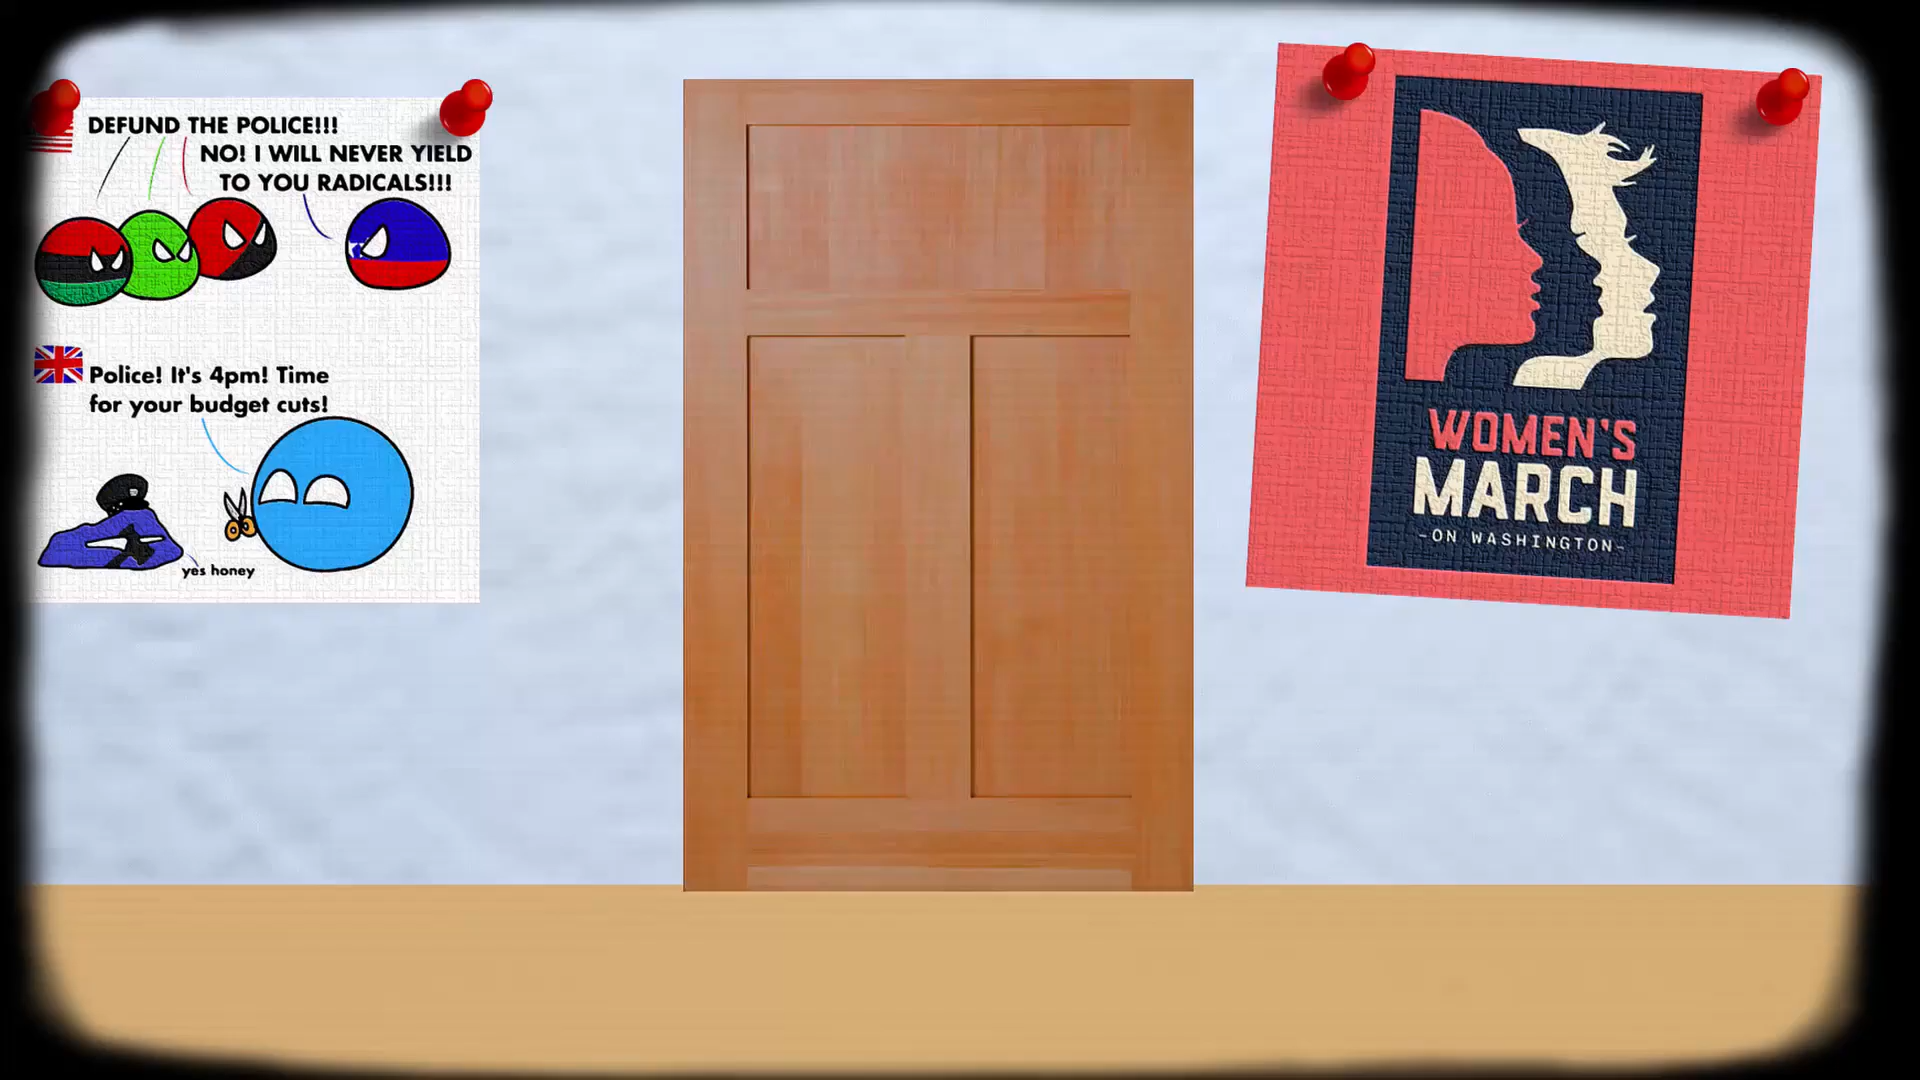 DEFUND THE POLICE!!!
NO! I WILL NEVER YIELD
TO YOU RADICALS!!!
Police! It's 4pm! Time
for your budget cuts!
yes honey
WOMEN'S
MARCH
-ON WASHINGTON-